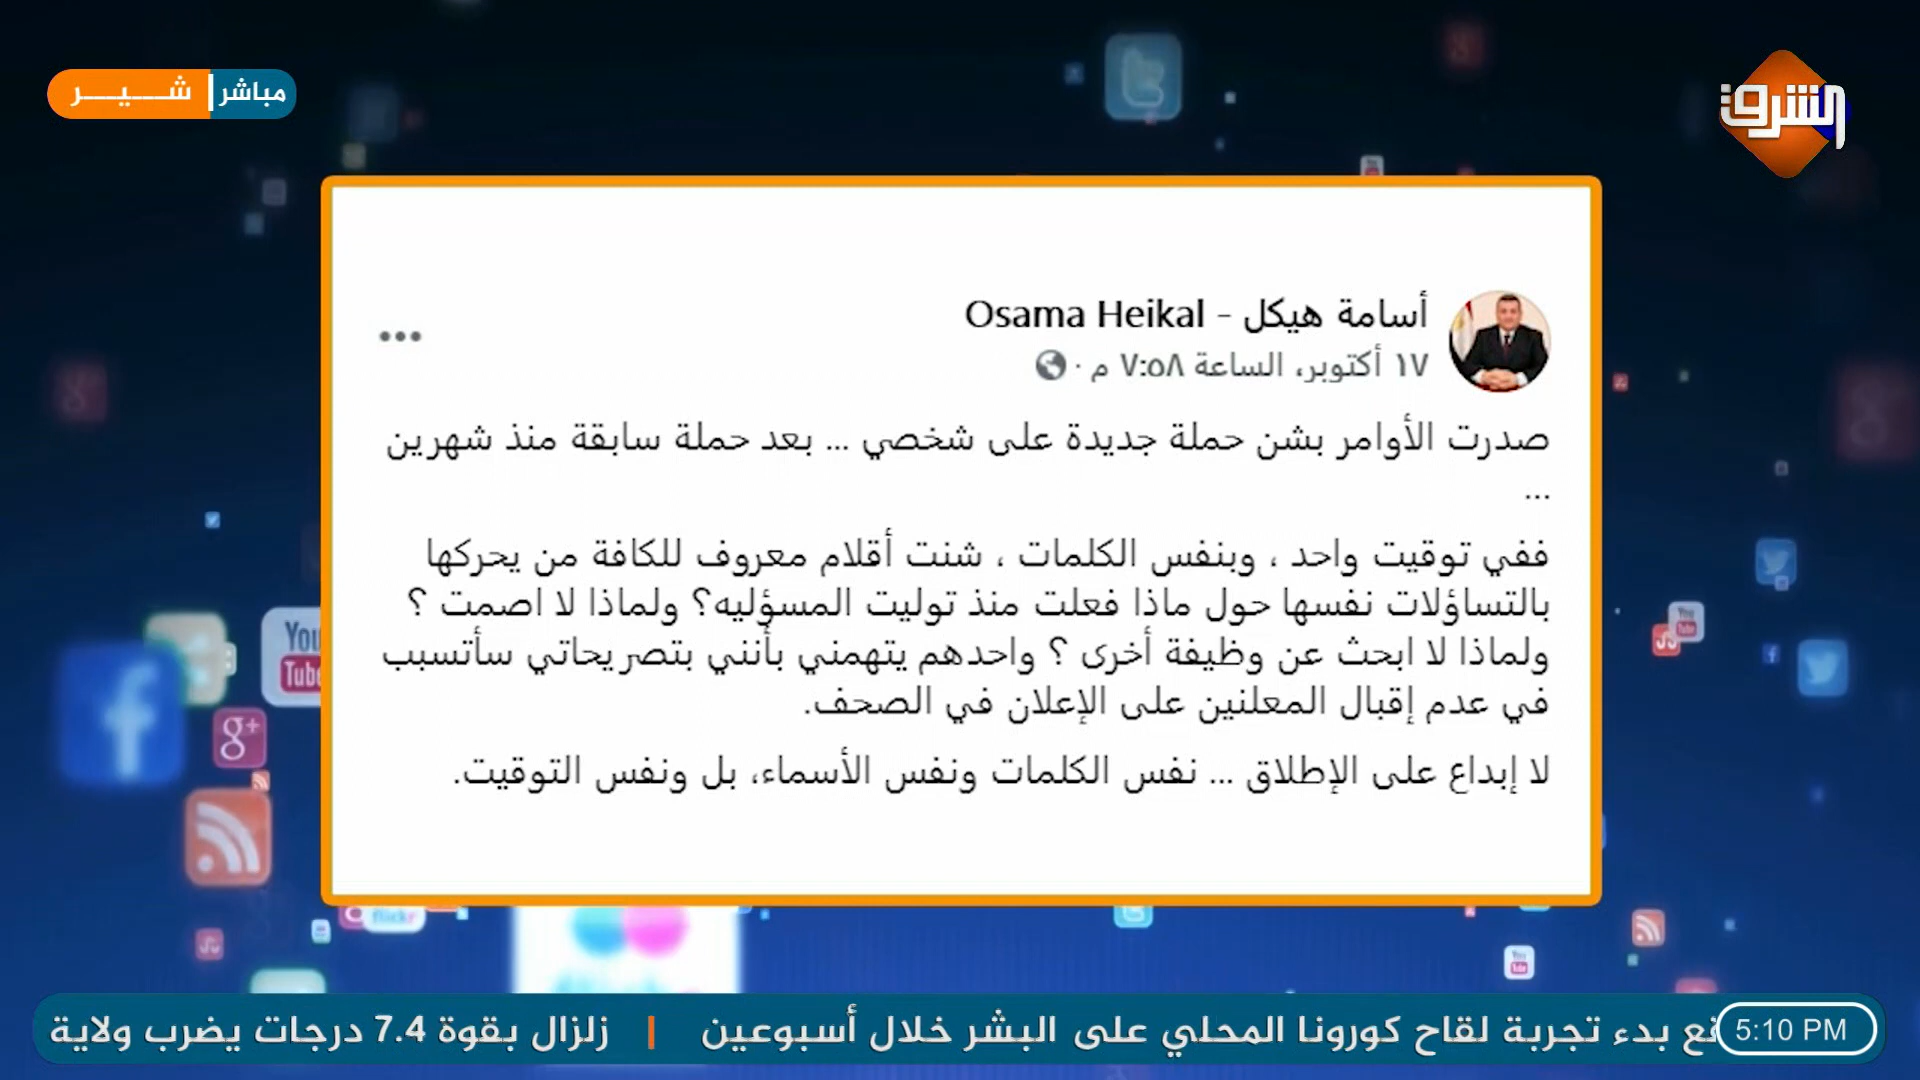 مباشر
شـــيـــر
الشرق
أسامة هيكل - Osama Heikal
١٧ أكتوبر، الساعة ٧:٥٨ م ·
صدرت الأوامر بشن حملة جديدة على شخصي ... بعد حملة سابقة منذ شهرين
...
ففي توقيت واحد ، وبنفس الكلمات ، شنت أقلام معروف للكافة من يحركها
بالتساؤلات نفسها حول ماذا فعلت منذ توليت المسؤليه؟ ولماذا لا اصمت ؟
ولماذا لا ابحث عن وظيفة أخرى ؟ واحدهم يتهمني بأنني بتصريحاتي سأتسبب
في عدم إقبال المعلنين على الإعلان في الصحف.
لا إبداع على الإطلاق ... نفس الكلمات ونفس الأسماء، بل ونفس التوقيت.
You
Tube
g+
flickr
بدء تجربة لقاح كورونا المحلي على البشر خلال أسبوعين | زلزال بقوة 7.4 درجات يضرب ولاية
5:10 PM